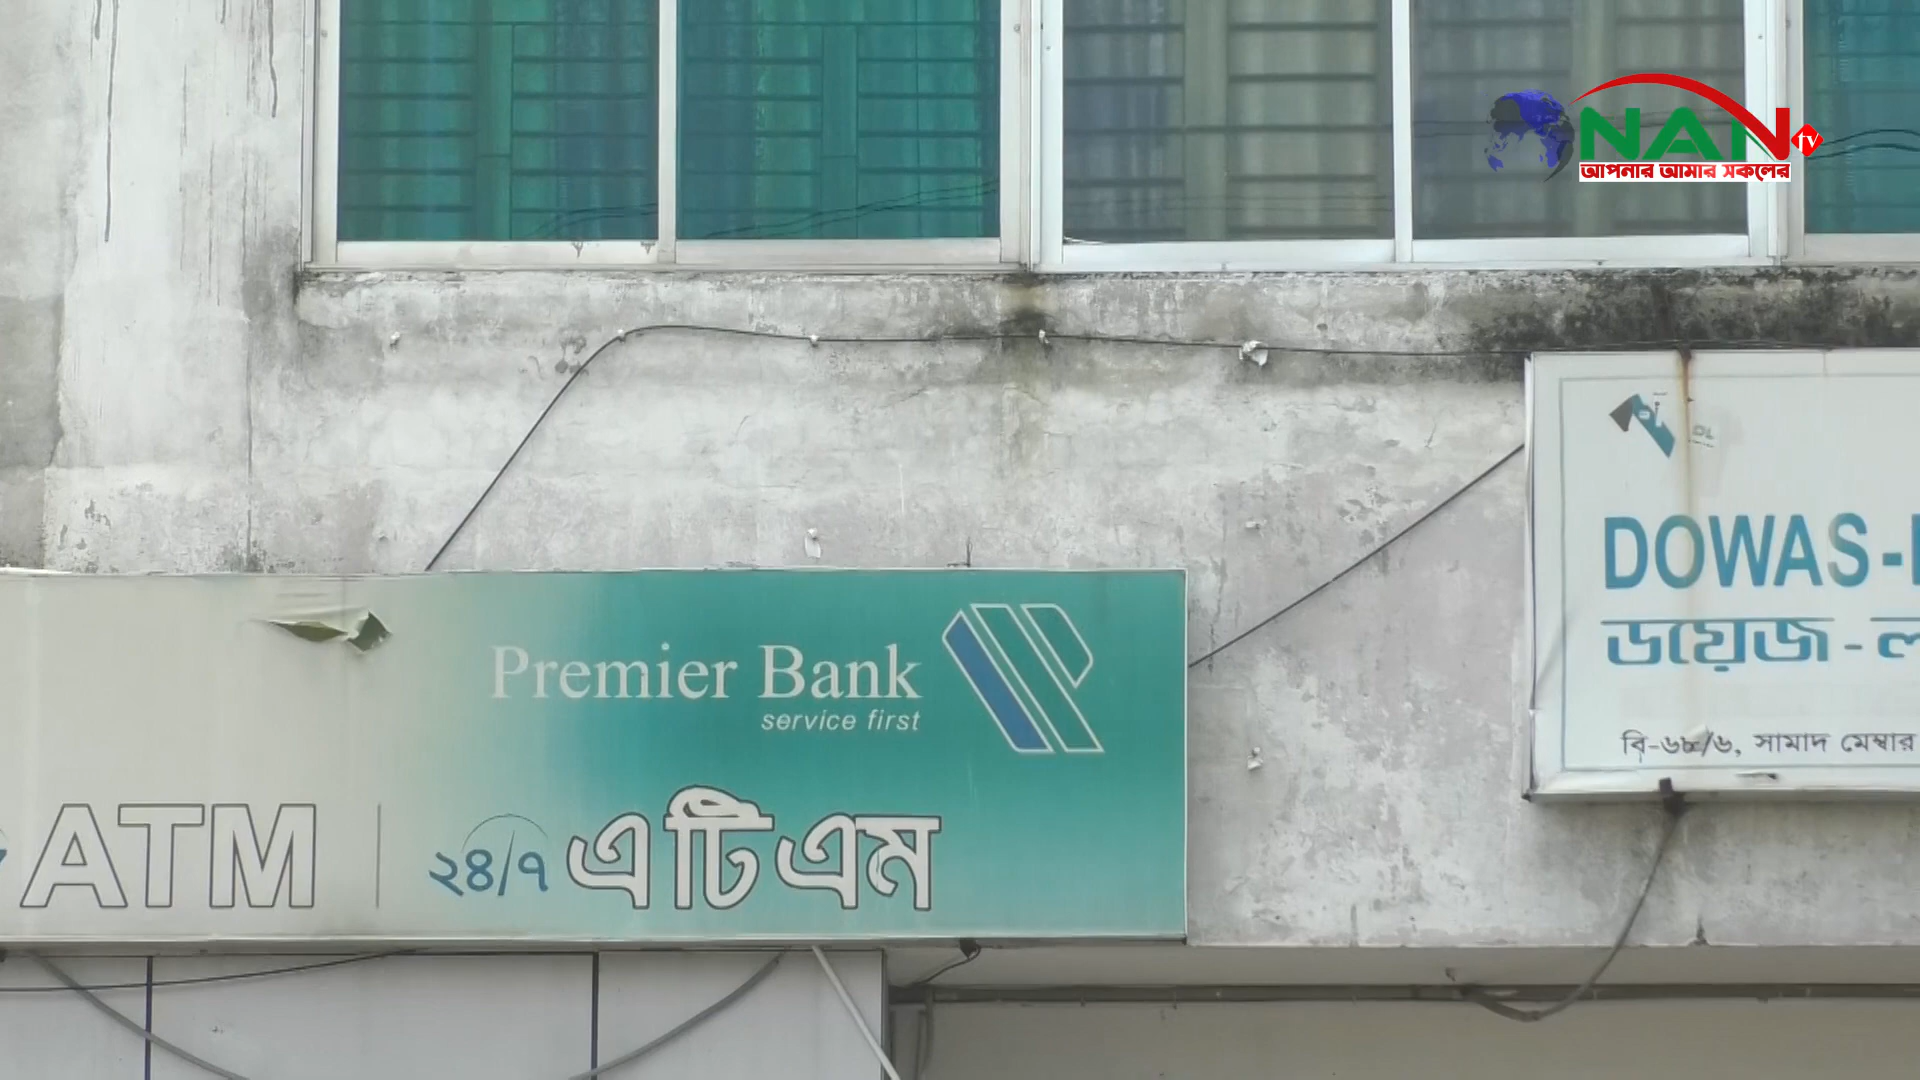 NAN tv
আপনার আমার সকলের
Premier Bank
service first
ATM
২৪/৭ এটিএম
DOWAS -
ডয়েজ - ল
বি-৬৮/৬, সামাদ মেম্বার